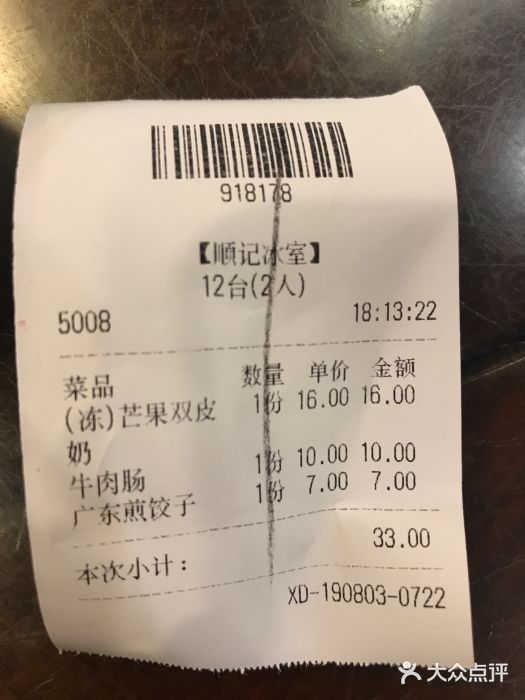 918178
【顺记冰室】
12台(2人)
5008 18:13:22
菜品 数量 单价 金额
(冻)芒果双皮 1份 16.00 16.00
奶
牛肉肠 1份 10.00 10.00
广东煎饺子 1份 7.00 7.00
本次小计: 33.00
XD-190803-0722
大众点评